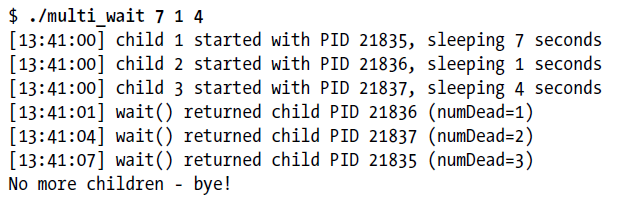 $ ./multi_wait 7 1 4
[13:41:00] child 1 started with PID 21835, sleeping 7 seconds
[13:41:00] child 2 started with PID 21836, sleeping 1 seconds
[13:41:00] child 3 started with PID 21837, sleeping 4 seconds
[13:41:01] wait() returned child PID 21836 (numDead=1)
[13:41:04] wait() returned child PID 21837 (numDead=2)
[13:41:07] wait() returned child PID 21835 (numDead=3)
No more children - bye!